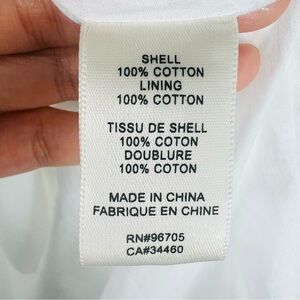 SHELL
100% COTTON
LINING
100% COTTON
TISSU DE SHELL
100% COTON
DOUBLURE
100% COTON
MADE IN CHINA
FABRIQUE EN CHINE
RN#96705
CA#34460